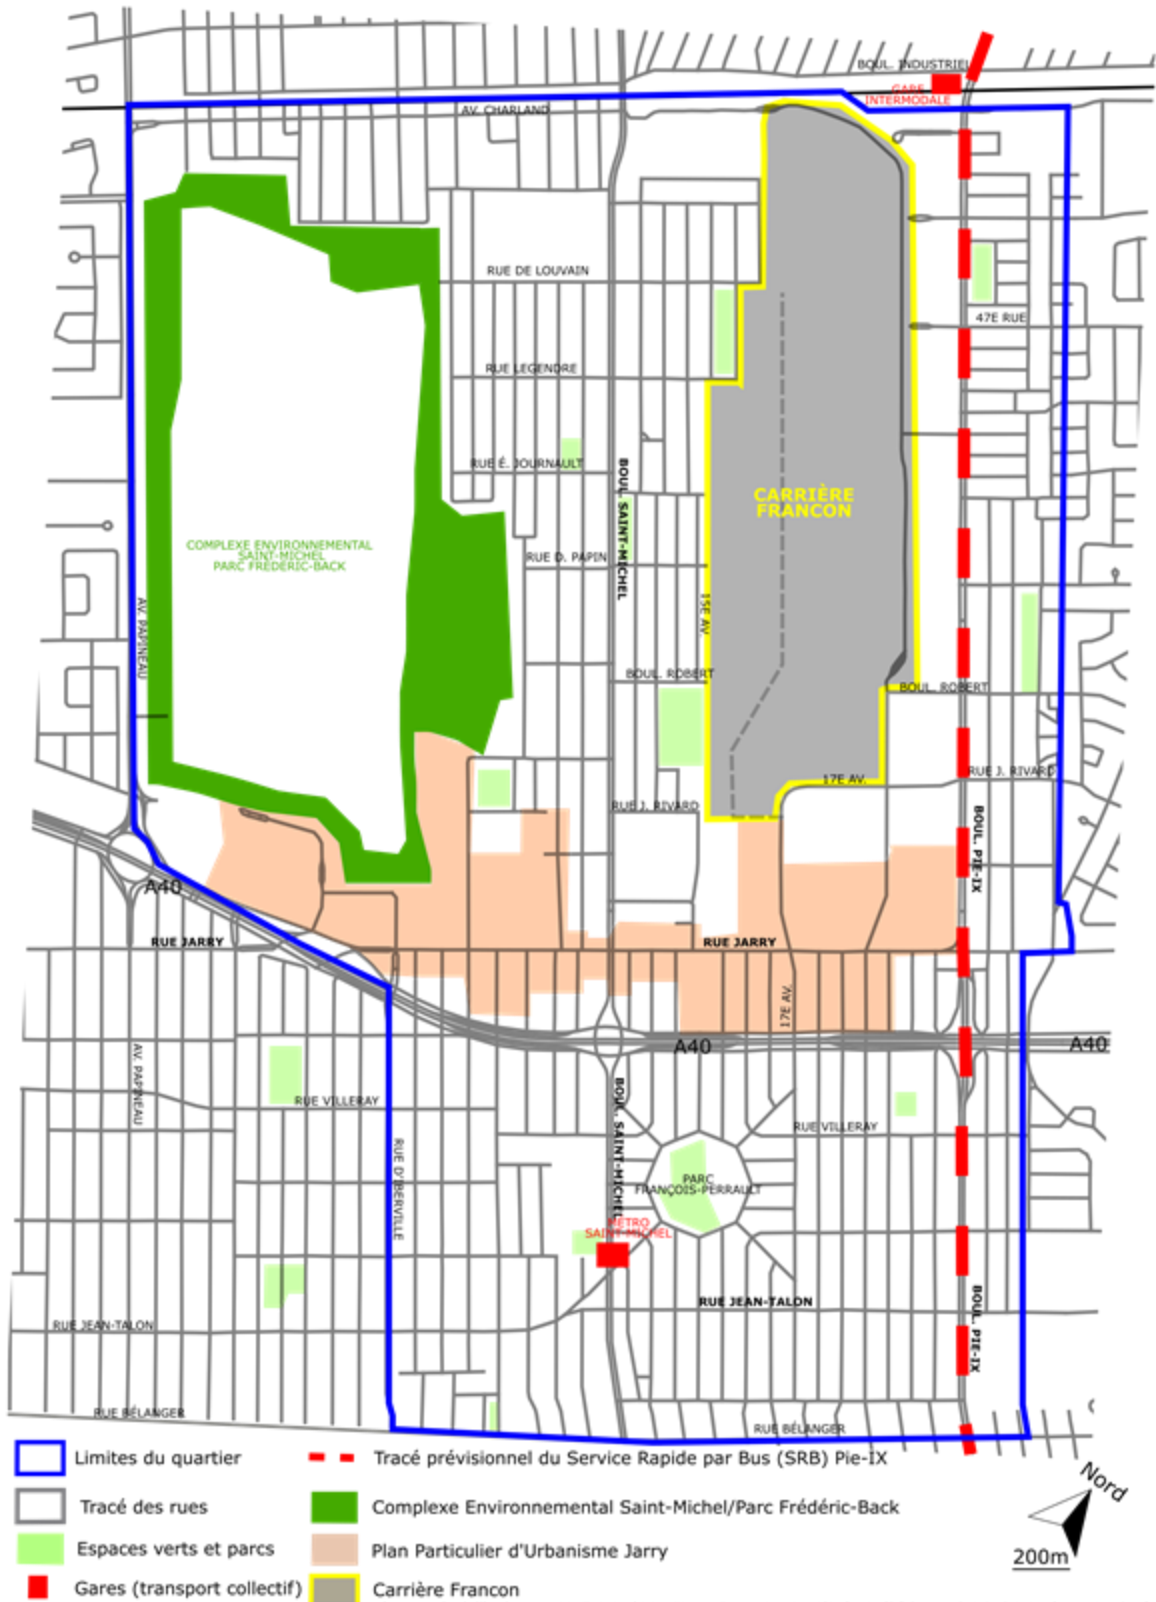 BOUL. INDUSTRIEL
GARE
INTERMODALE
AV. CHARLAND
RUE DE LOUVAIN
47E RUE
RUE LEGENDRE
RUE É. JOURNAULT
BOUL. SAINT-MICHEL
CARRIÈRE
FRANCON
COMPLEXE ENVIRONNEMENTAL
SAINT-MICHEL
PARC FRÉDÉRIC-BACK
RUE D. PAPIN
AV. PAPINEAU
15E AV.
BOUL. ROBERT
BOUL. ROBERT
17E AV.
RUE J. RIVARD
RUE J. RIVARD
BOUL. PIE-IX
A40
RUE JARRY
RUE JARRY
17E AV.
A40
A40
AV. PAPINEAU
RUE VILLERAY
BOUL. SAINT-MICHEL
RUE VILLERAY
RUE D'IBERVILLE
PARC
FRANÇOIS-PERRAULT
MÉTRO
SAINT-MICHEL
RUE JEAN-TALON
BOUL. PIE-IX
RUE JEAN-TALON
RUE BÉLANGER
RUE BÉLANGER
Limites du quartier
Tracé prévisionnel du Service Rapide par Bus (SRB) Pie-IX
Tracé des rues
Complexe Environnemental Saint-Michel/Parc Frédéric-Back
Espaces verts et parcs
Plan Particulier d'Urbanisme Jarry
Gares (transport collectif)
Carrière Francon
Nord
200m